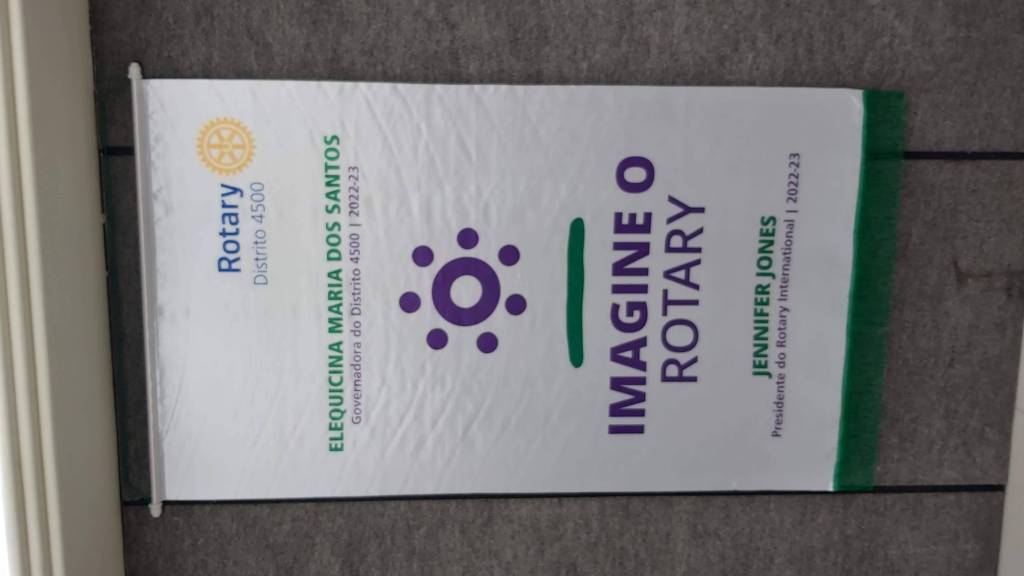 Rotary
Distrito 4500
ELEQUICINA MARIA DOS SANTOS
Governadora do Distrito 4500 | 2022-23
IMAGINE O
ROTARY
JENNIFER JONES
Presidente do Rotary International | 2022-23